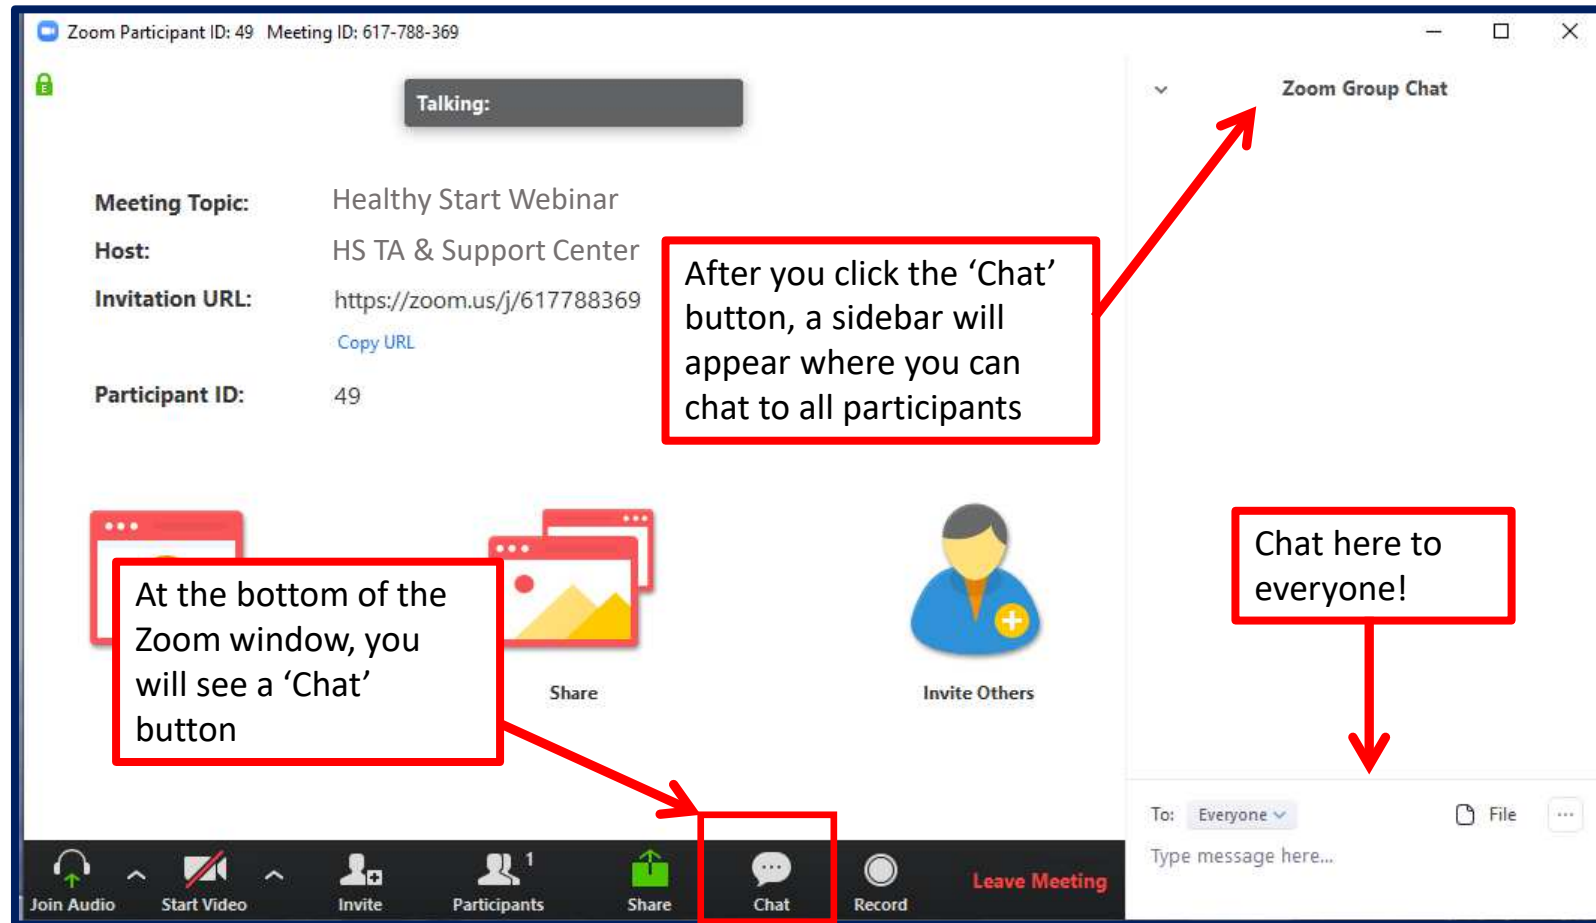 Zoom Participant ID: 49 Meeting ID: 617-788-369
Talking:
Zoom Group Chat
Meeting Topic: Healthy Start Webinar
Host: HS TA & Support Center
Invitation URL: https://zoom.us/j/617788369
Copy URL
Participant ID: 49
After you click the ‘Chat’
button, a sidebar will
appear where you can
chat to all participants
Chat here to
everyone!
At the bottom of the
Zoom window, you
will see a ‘Chat’
button
Share
Invite Others
To: Everyone
File
Type message here...
1
Join Audio
Start Video
Invite
Participants
Share
Chat
Record
Leave Meeting